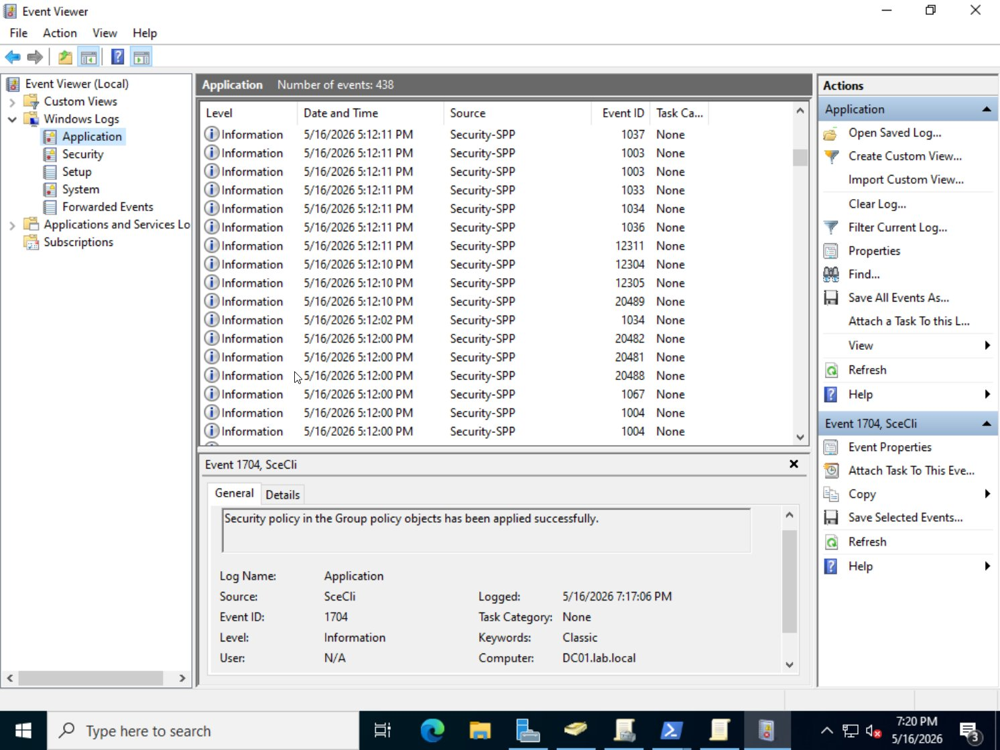 Event Viewer
File Action View Help
Event Viewer (Local)
Custom Views
Windows Logs
Application
Security
Setup
System
Forwarded Events
Applications and Services Lo
Subscriptions
Application Number of events: 438
Level Date and Time Source Event ID Task Ca...
Information 5/16/2026 5:12:11 PM Security-SPP 1037 None
Information 5/16/2026 5:12:11 PM Security-SPP 1003 None
Information 5/16/2026 5:12:11 PM Security-SPP 1003 None
Information 5/16/2026 5:12:11 PM Security-SPP 1033 None
Information 5/16/2026 5:12:11 PM Security-SPP 1034 None
Information 5/16/2026 5:12:11 PM Security-SPP 1036 None
Information 5/16/2026 5:12:11 PM Security-SPP 12311 None
Information 5/16/2026 5:12:10 PM Security-SPP 12304 None
Information 5/16/2026 5:12:10 PM Security-SPP 12305 None
Information 5/16/2026 5:12:10 PM Security-SPP 20489 None
Information 5/16/2026 5:12:02 PM Security-SPP 1034 None
Information 5/16/2026 5:12:00 PM Security-SPP 20482 None
Information 5/16/2026 5:12:00 PM Security-SPP 20481 None
Information 5/16/2026 5:12:00 PM Security-SPP 20488 None
Information 5/16/2026 5:12:00 PM Security-SPP 1067 None
Information 5/16/2026 5:12:00 PM Security-SPP 1004 None
Information 5/16/2026 5:12:00 PM Security-SPP 1004 None
Event 1704, SceCli
General Details
Security policy in the Group policy objects has been applied successfully.
Log Name: Application
Source: SceCli Logged: 5/16/2026 7:17:06 PM
Event ID: 1704 Task Category: None
Level: Information Keywords: Classic
User: N/A Computer: DC01.lab.local
Actions
Application
Open Saved Log...
Create Custom View...
Import Custom View...
Clear Log...
Filter Current Log...
Properties
Find...
Save All Events As...
Attach a Task To this L...
View
Refresh
Help
Event 1704, SceCli
Event Properties
Attach Task To This Eve...
Copy
Save Selected Events...
Refresh
Help
Type here to search
7:20 PM
5/16/2026
3